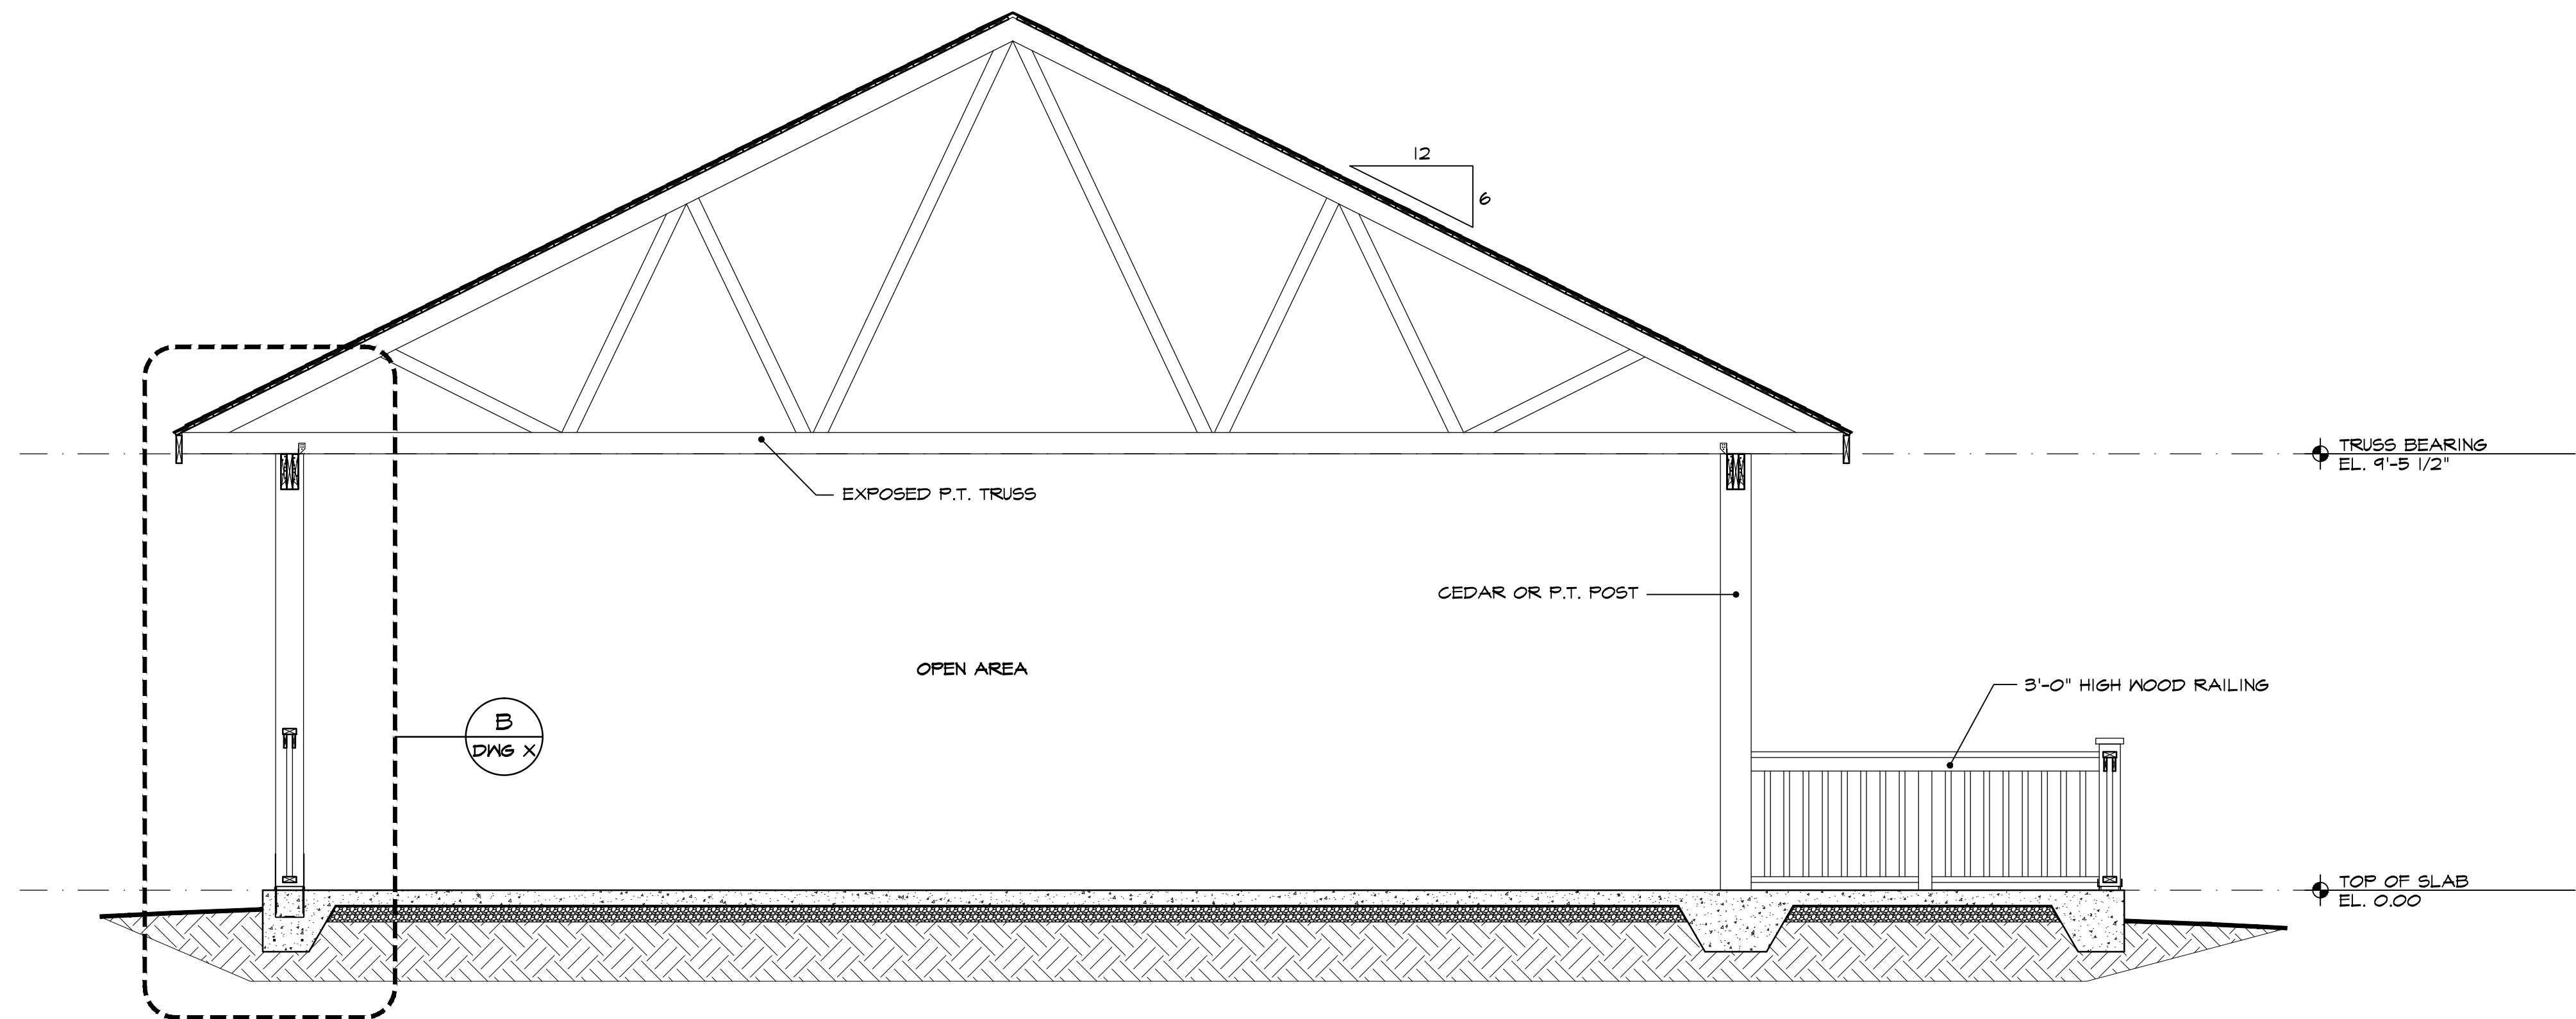 12
6
TRUSS BEARING
EL. 9'-5 1/2"
EXPOSED P.T. TRUSS
CEDAR OR P.T. POST
OPEN AREA
3'-0" HIGH WOOD RAILING
B
DWG X
TOP OF SLAB
EL. 0.00